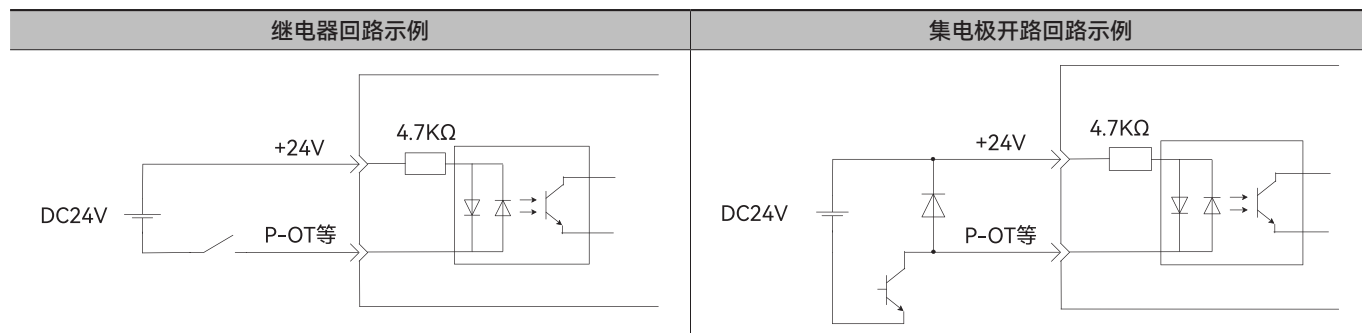 继电器回路示例
集电极开路回路示例
4.7KΩ
+24V
DC24V
P-OT等
4.7KΩ
+24V
DC24V
P-OT等